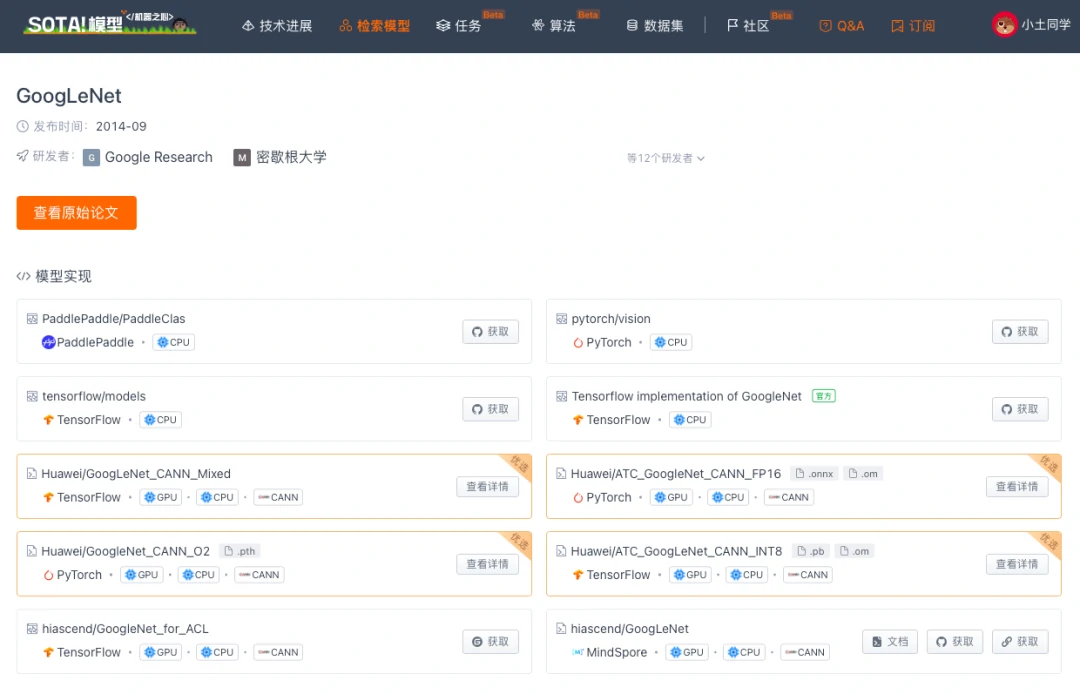 SOTA!模型 </机器之心> 技术进展 检索模型 任务 Beta 算法 Beta 数据集 社区 Beta Q&A 订阅 小土同学
GoogLeNet
发布时间: 2014-09
研发者: G Google Research M 密歇根大学 等12个研发者
查看原始论文
</> 模型实现
PaddlePaddle/PaddleClas 获取
PaddlePaddle · CPU
pytorch/vision 获取
PyTorch · CPU
tensorflow/models 获取
TensorFlow · CPU
Tensorflow implementation of GoogleNet 官方 获取
TensorFlow · CPU
Huawei/GoogLeNet_CANN_Mixed 查看详情 优选
TensorFlow · GPU · CPU · CANN
Huawei/ATC_GoogleNet_CANN_FP16 .onnx .om 查看详情 优选
PyTorch · GPU · CPU · CANN
Huawei/GoogleNet_CANN_O2 .pth 查看详情 优选
PyTorch · GPU · CPU · CANN
Huawei/ATC_GoogLeNet_CANN_INT8 .pb .om 查看详情 优选
TensorFlow · GPU · CPU · CANN
hiascend/GoogleNet_for_ACL 获取
TensorFlow · GPU · CPU · CANN
hiascend/GoogLeNet 文档 获取 获取
MindSpore · GPU · CPU · CANN